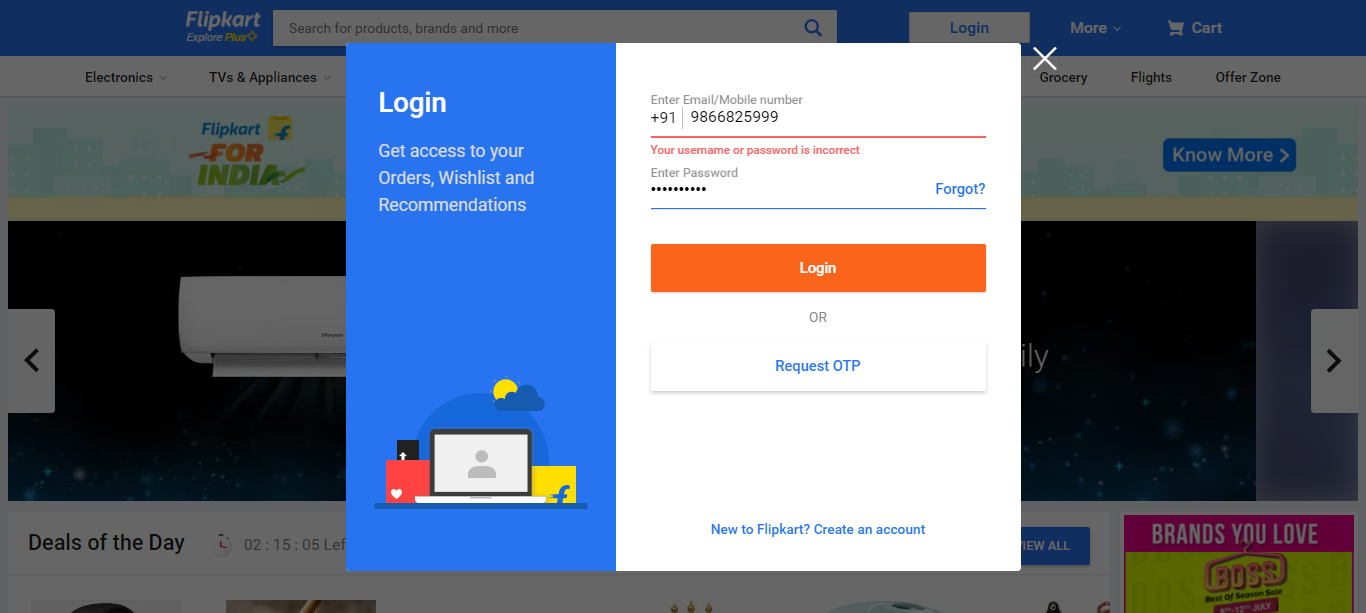 Flipkart
Explore Plus
Search for products, brands and more
Login
More
Cart
Electronics
TVs & Appliances
Grocery
Flights
Offer Zone
Login
Get access to your
Orders, Wishlist and
Recommendations
Enter Email/Mobile number
+91 9866825999
Your username or password is incorrect
Enter Password
Forgot?
Login
OR
Request OTP
New to Flipkart? Create an account
Flipkart
FOR
INDIA
Know More
ily
Deals of the Day
02 : 15 : 05 Lef
VIEW ALL
BRANDS YOU LOVE
BOSS
Best Of Season Sale
8TH-12TH JULY